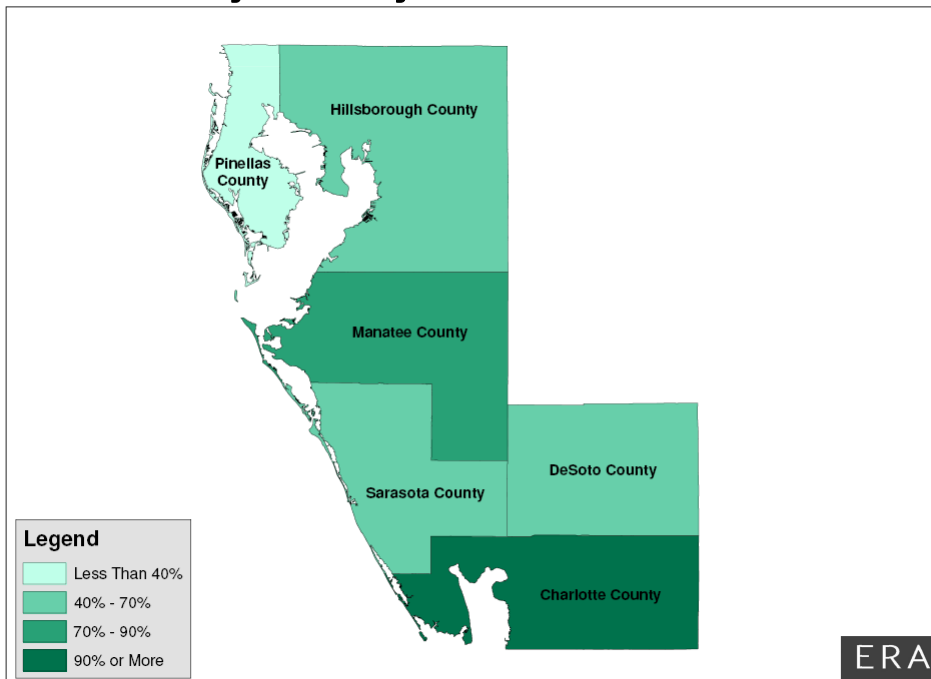 Hillsborough County
Pinellas
County
Manatee County
DeSoto County
Sarasota County
Charlotte County
Legend
Less Than 40%
40% - 70%
70% - 90%
90% or More
ERA